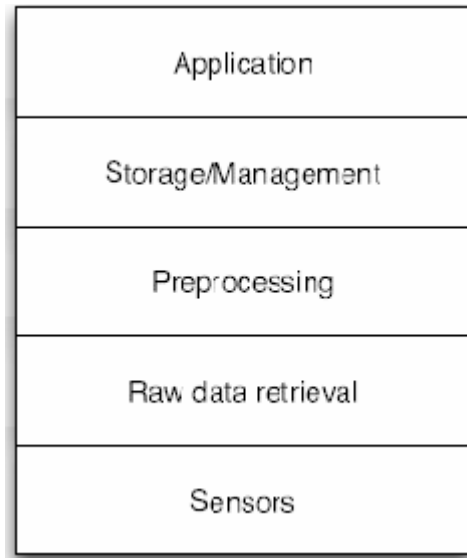 Application
Storage/Management
Preprocessing
Raw data retrieval
Sensors